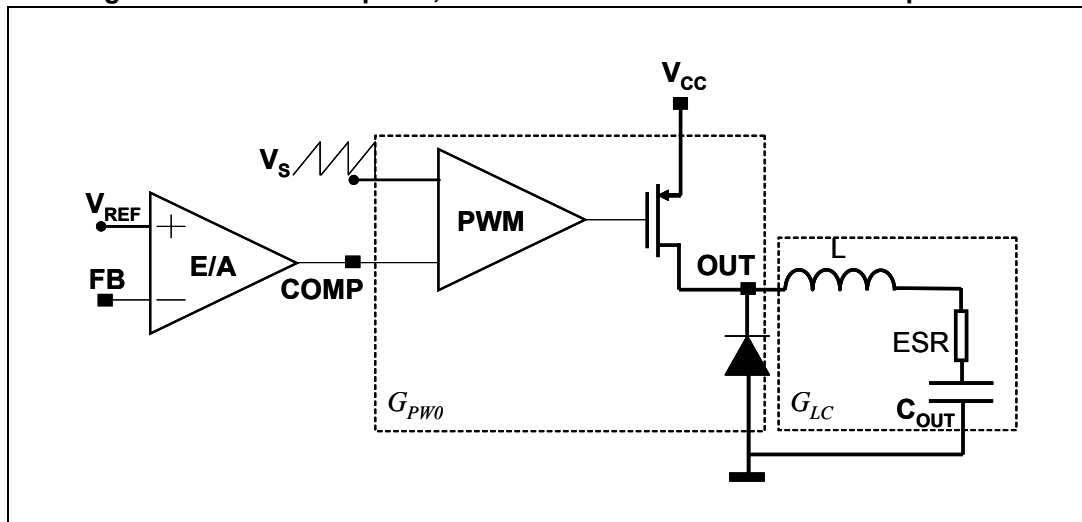 V_CC
V_S
V_REF
PWM
+
E/A
FB
−
COMP
OUT
L
ESR
C_OUT
G_PW0
G_LC